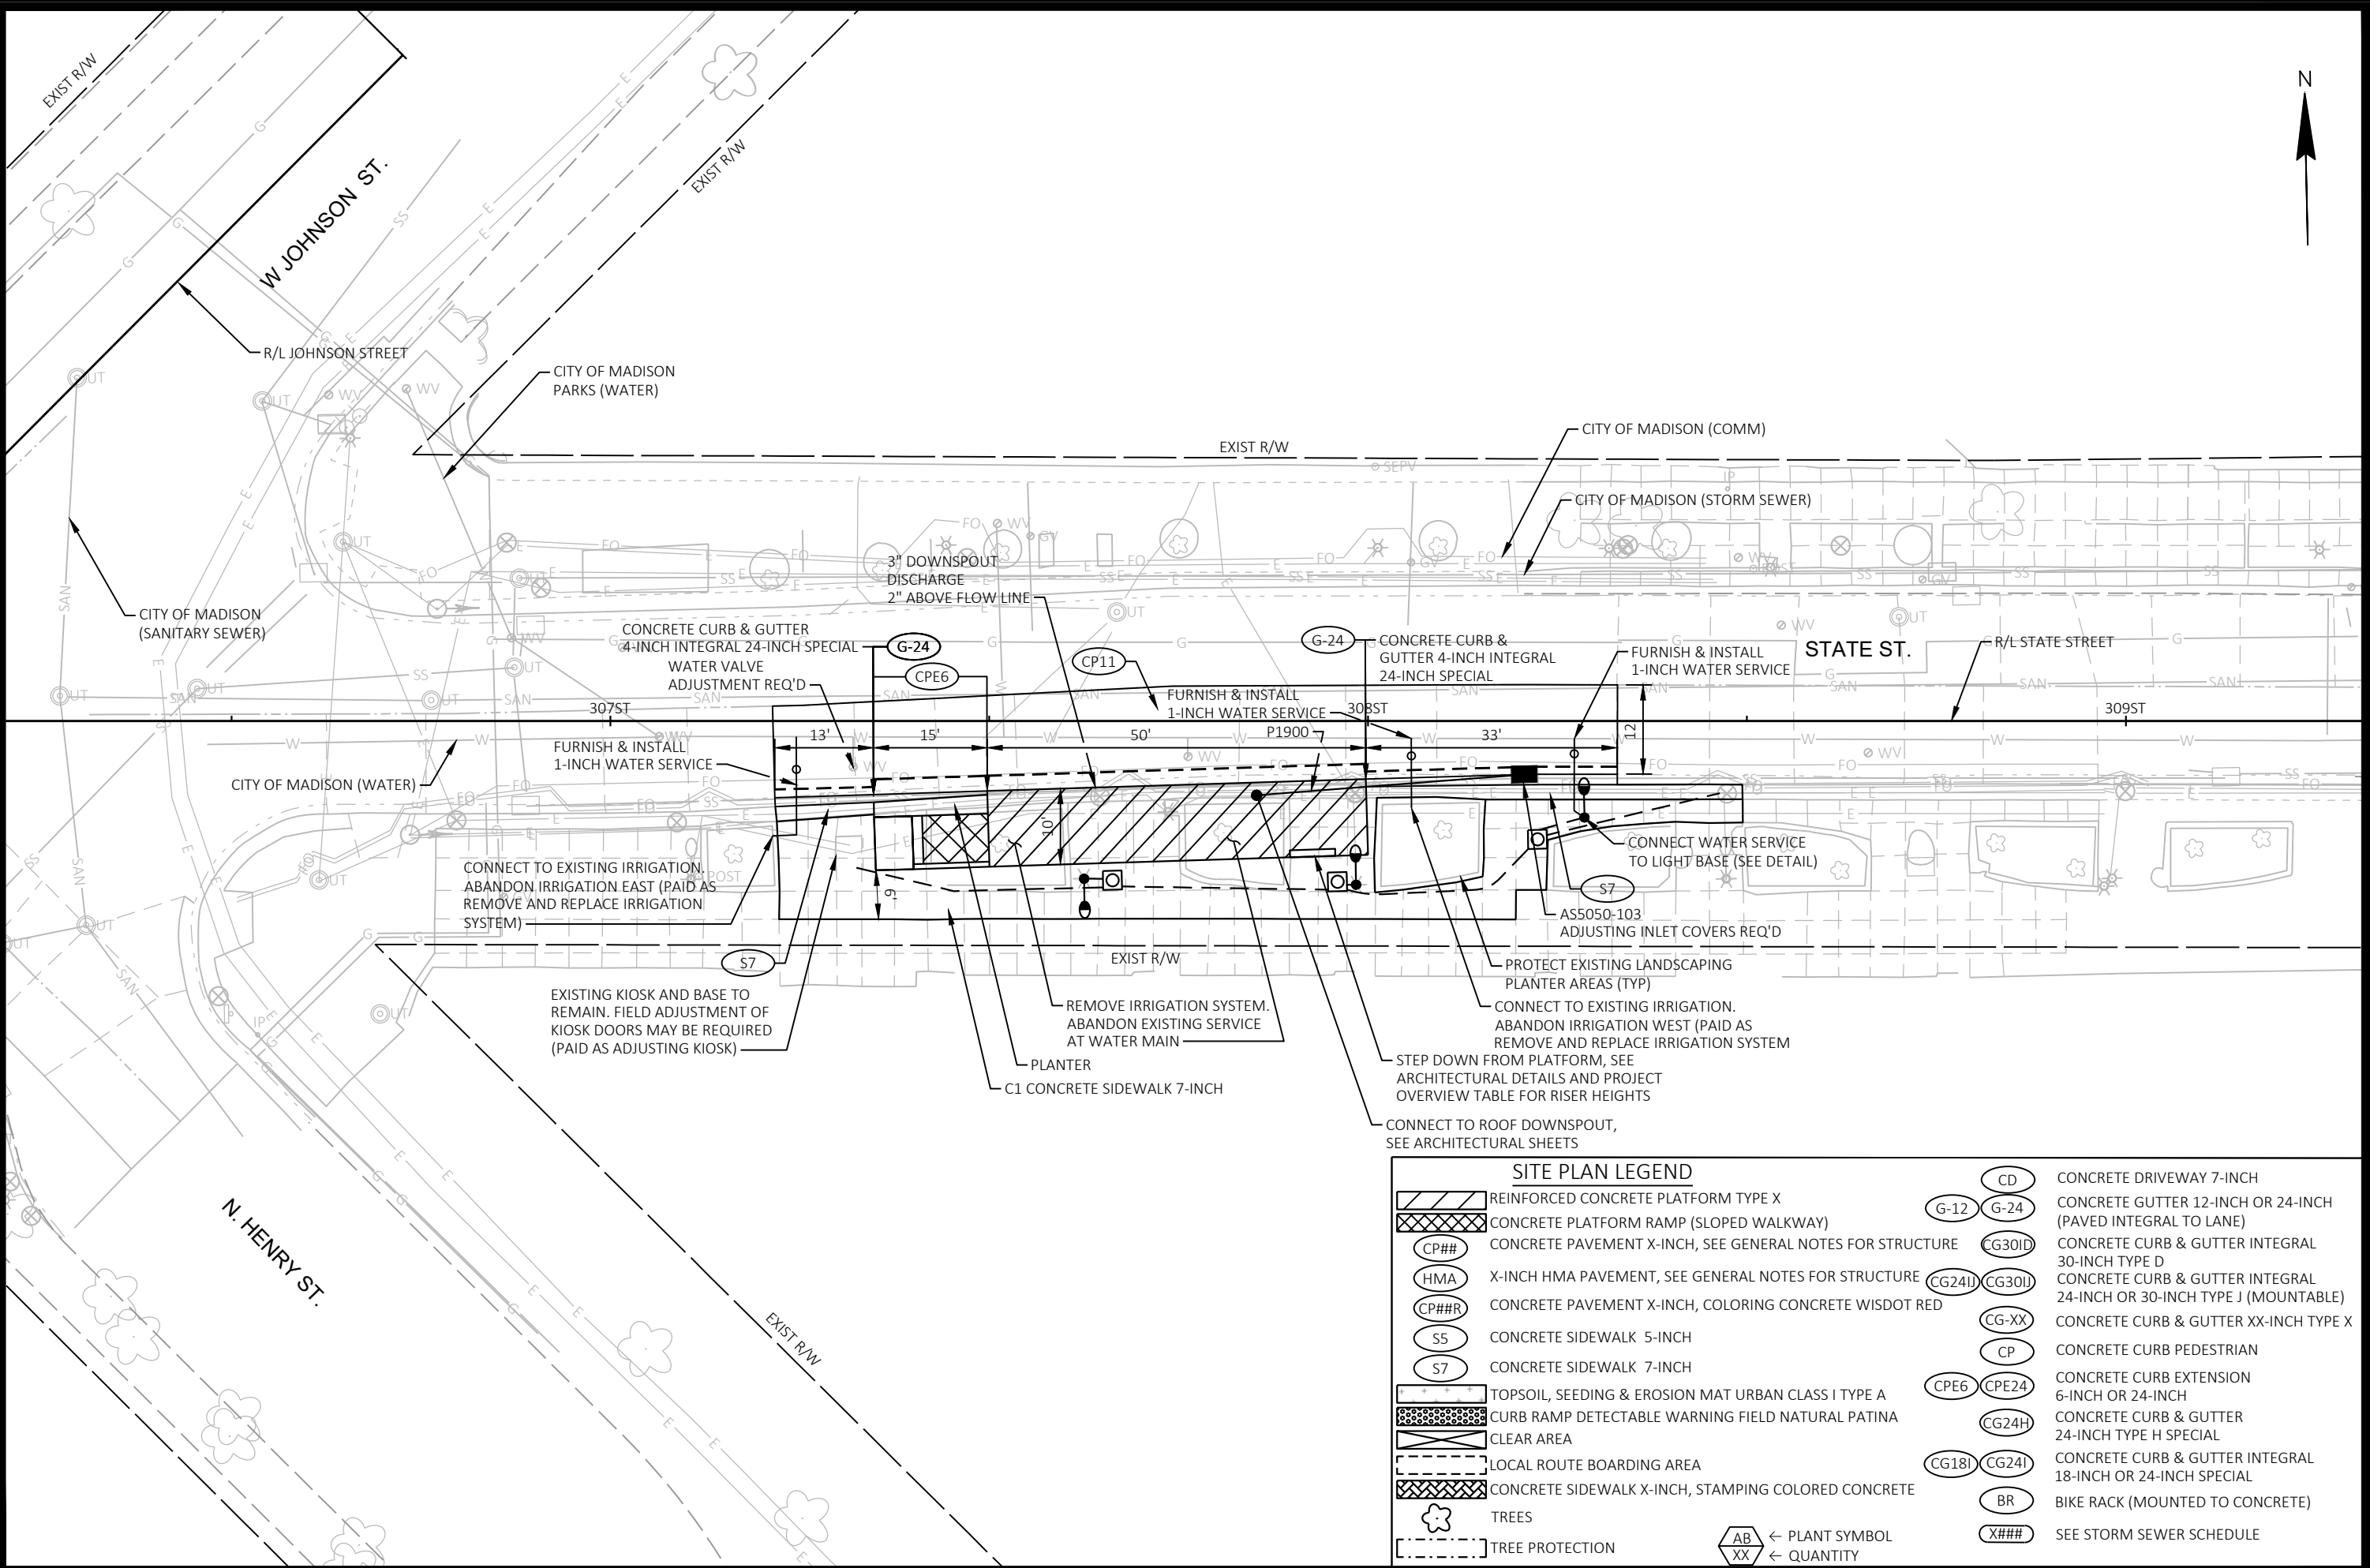 EXIST R/W
EXIST R/W
N
W JOHNSON ST.
R/L JOHNSON STREET
CITY OF MADISON
PARKS (WATER)
EXIST R/W
CITY OF MADISON (COMM)
CITY OF MADISON (STORM SEWER)
CITY OF MADISON
(SANITARY SEWER)
3" DOWNSPOUT
DISCHARGE
2" ABOVE FLOW LINE
CONCRETE CURB & GUTTER
4-INCH INTEGRAL 24-INCH SPECIAL
G-24
WATER VALVE
ADJUSTMENT REQ'D
CPE6
CP11
G-24
CONCRETE CURB &
GUTTER 4-INCH INTEGRAL
24-INCH SPECIAL
FURNISH & INSTALL
1-INCH WATER SERVICE
STATE ST.
R/L STATE STREET
FURNISH & INSTALL
1-INCH WATER SERVICE
307ST
308ST
309ST
13'
15'
50'
P1900
33'
12
FURNISH & INSTALL
1-INCH WATER SERVICE
CITY OF MADISON (WATER)
10'
9'
CONNECT TO EXISTING IRRIGATION.
ABANDON IRRIGATION EAST (PAID AS
REMOVE AND REPLACE IRRIGATION
SYSTEM)
CONNECT WATER SERVICE
TO LIGHT BASE (SEE DETAIL)
S7
AS5050-103
ADJUSTING INLET COVERS REQ'D
S7
EXIST R/W
PROTECT EXISTING LANDSCAPING
PLANTER AREAS (TYP)
EXISTING KIOSK AND BASE TO
REMAIN. FIELD ADJUSTMENT OF
KIOSK DOORS MAY BE REQUIRED
(PAID AS ADJUSTING KIOSK)
REMOVE IRRIGATION SYSTEM.
ABANDON EXISTING SERVICE
AT WATER MAIN
CONNECT TO EXISTING IRRIGATION.
ABANDON IRRIGATION WEST (PAID AS
REMOVE AND REPLACE IRRIGATION SYSTEM
PLANTER
C1 CONCRETE SIDEWALK 7-INCH
STEP DOWN FROM PLATFORM, SEE
ARCHITECTURAL DETAILS AND PROJECT
OVERVIEW TABLE FOR RISER HEIGHTS
CONNECT TO ROOF DOWNSPOUT,
SEE ARCHITECTURAL SHEETS
N. HENRY ST.
EXIST R/W
SITE PLAN LEGEND
REINFORCED CONCRETE PLATFORM TYPE X
CONCRETE PLATFORM RAMP (SLOPED WALKWAY)
CP## CONCRETE PAVEMENT X-INCH, SEE GENERAL NOTES FOR STRUCTURE
HMA X-INCH HMA PAVEMENT, SEE GENERAL NOTES FOR STRUCTURE
CP##R CONCRETE PAVEMENT X-INCH, COLORING CONCRETE WISDOT RED
S5 CONCRETE SIDEWALK 5-INCH
S7 CONCRETE SIDEWALK 7-INCH
TOPSOIL, SEEDING & EROSION MAT URBAN CLASS I TYPE A
CURB RAMP DETECTABLE WARNING FIELD NATURAL PATINA
CLEAR AREA
LOCAL ROUTE BOARDING AREA
CONCRETE SIDEWALK X-INCH, STAMPING COLORED CONCRETE
TREES
TREE PROTECTION
AB ← PLANT SYMBOL
XX ← QUANTITY
CD CONCRETE DRIVEWAY 7-INCH
G-12 G-24 CONCRETE GUTTER 12-INCH OR 24-INCH
(PAVED INTEGRAL TO LANE)
CG30ID CONCRETE CURB & GUTTER INTEGRAL
30-INCH TYPE D
CG24IJ CG30IJ CONCRETE CURB & GUTTER INTEGRAL
24-INCH OR 30-INCH TYPE J (MOUNTABLE)
CG-XX CONCRETE CURB & GUTTER XX-INCH TYPE X
CP CONCRETE CURB PEDESTRIAN
CPE6 CPE24 CONCRETE CURB EXTENSION
6-INCH OR 24-INCH
CG24H CONCRETE CURB & GUTTER
24-INCH TYPE H SPECIAL
CG18I CG24I CONCRETE CURB & GUTTER INTEGRAL
18-INCH OR 24-INCH SPECIAL
BR BIKE RACK (MOUNTED TO CONCRETE)
X### SEE STORM SEWER SCHEDULE